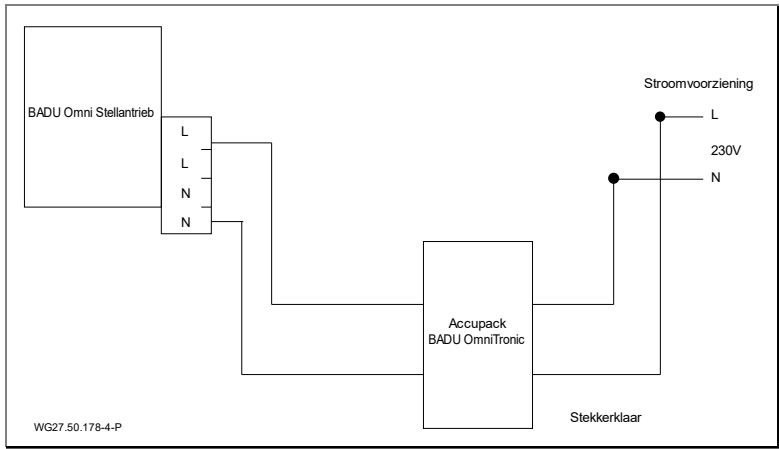 BADU Omni Stellantrieb
L
L
N
N
Stroomvoorziening
L
230V
N
Accupack
BADU OmniTronic
Stekkerklaar
WG27.50.178-4-P